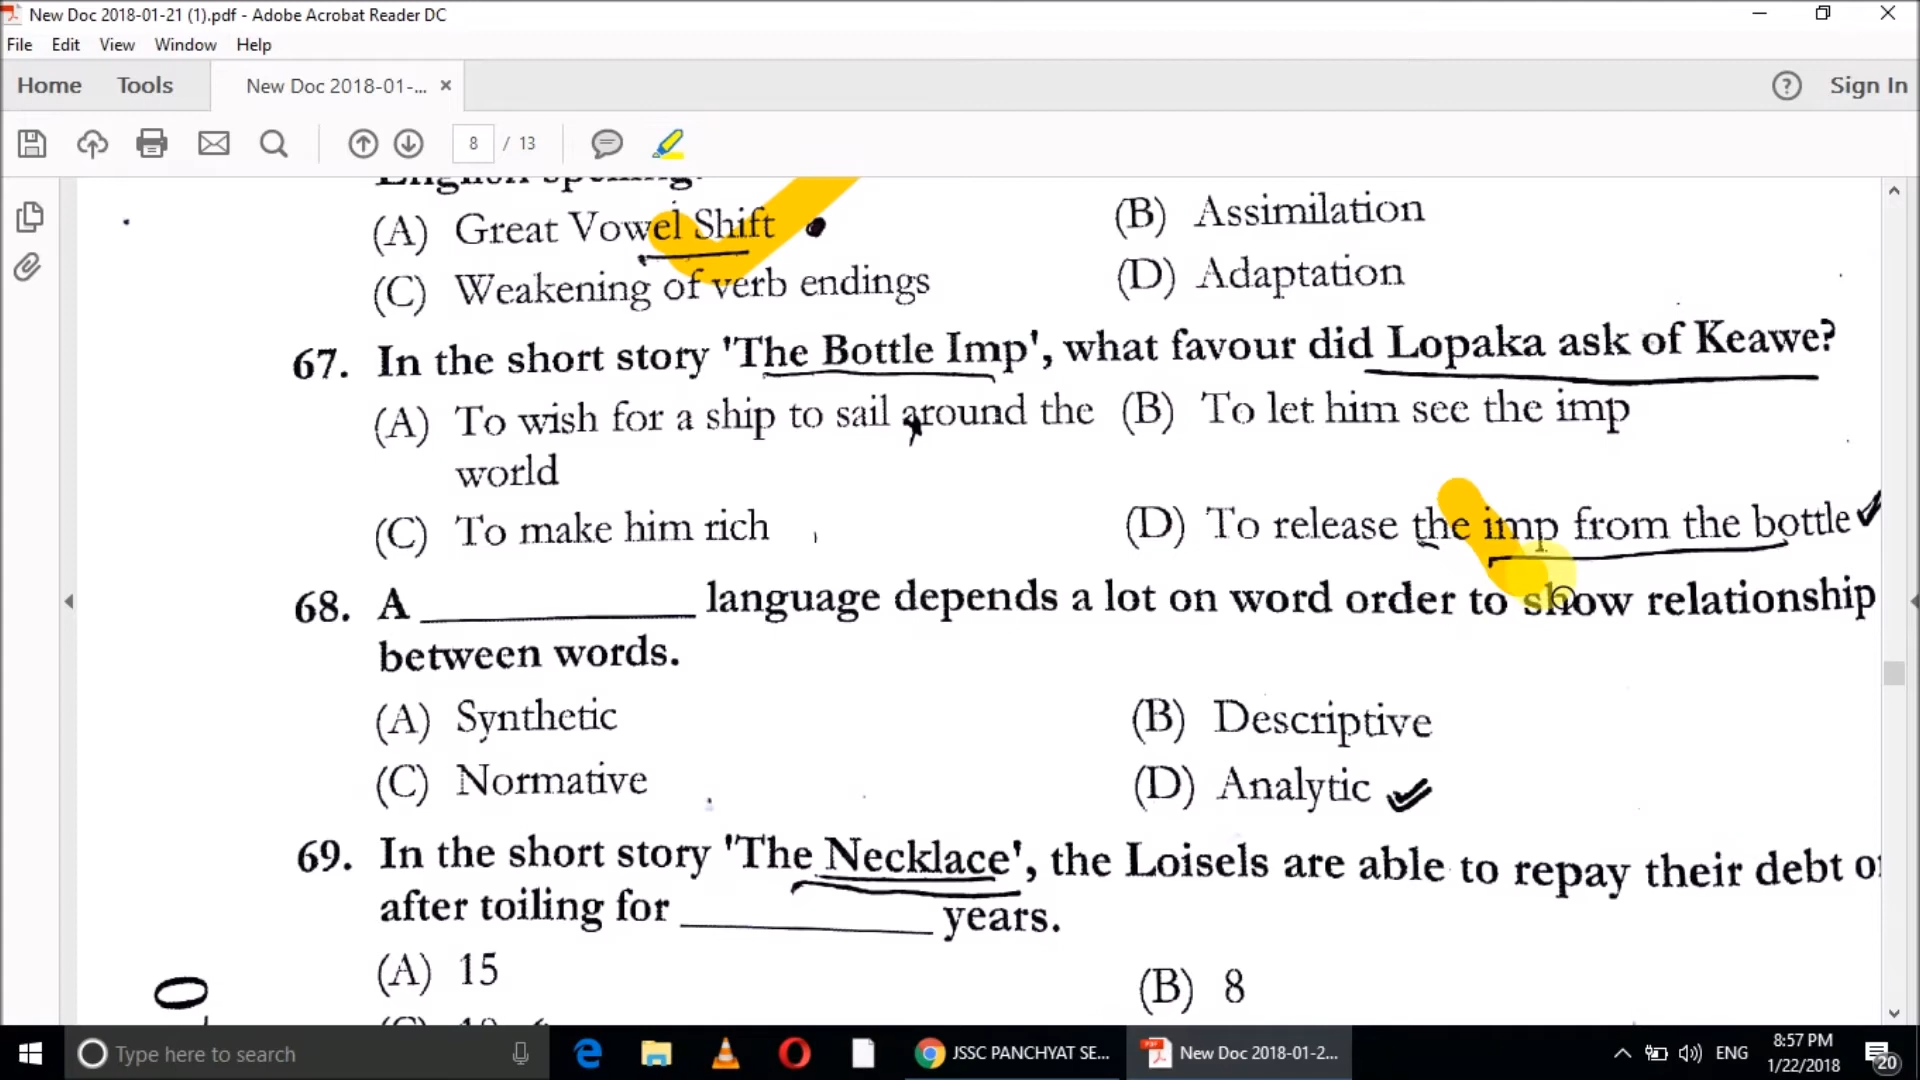 New Doc 2018-01-21 (1).pdf - Adobe Acrobat Reader DC
File Edit View Window Help
Home Tools New Doc 2018-01-... × Sign In
8 / 13
English spelling.
(A) Great Vowel Shift (B) Assimilation
(C) Weakening of verb endings (D) Adaptation
67. In the short story 'The Bottle Imp', what favour did Lopaka ask of Keawe?
(A) To wish for a ship to sail around the (B) To let him see the imp
world
(C) To make him rich (D) To release the imp from the bottle
68. A __________ language depends a lot on word order to show relationship
between words.
(A) Synthetic (B) Descriptive
(C) Normative (D) Analytic
69. In the short story 'The Necklace', the Loisels are able to repay their debt
after toiling for __________ years.
(A) 15 (B) 8
Type here to search JSSC PANCHYAT SE... New Doc 2018-01-2... ENG 8:57 PM
1/22/2018 20